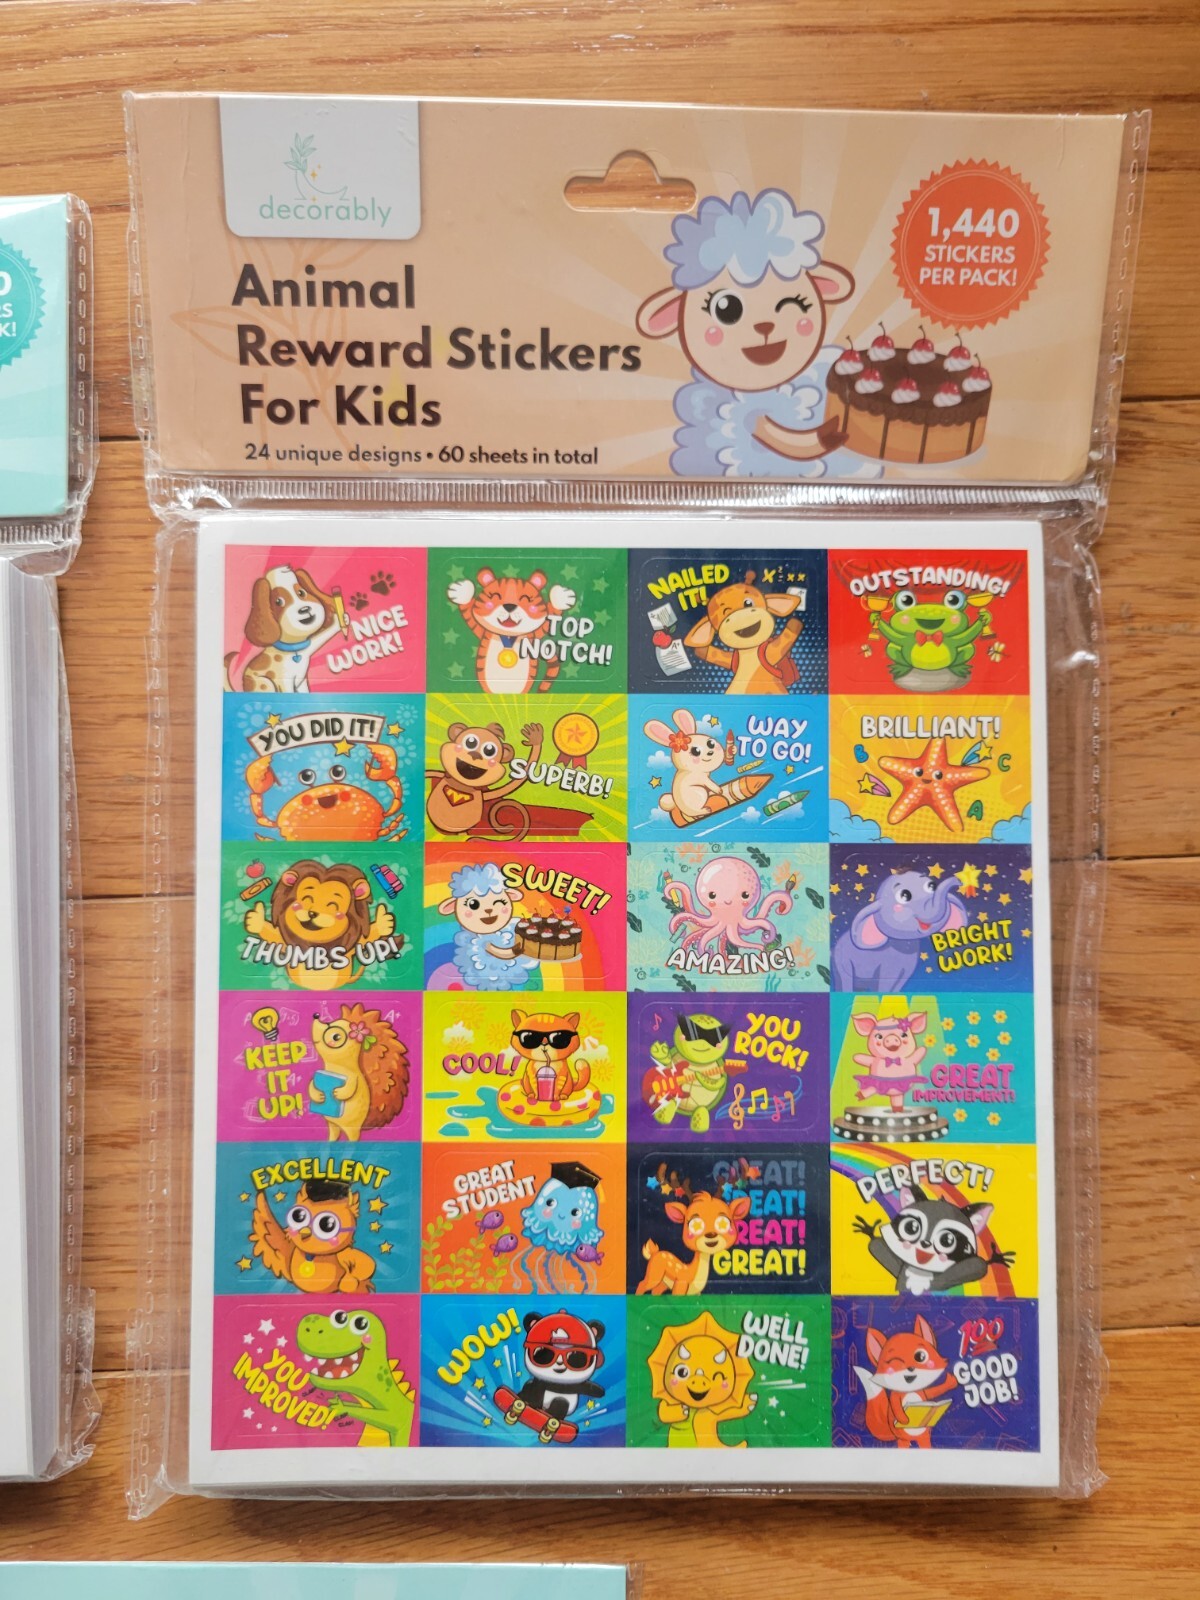 decorably
Animal
Reward Stickers
For Kids
24 unique designs • 60 sheets in total
1,440
STICKERS
PER PACK!
NICE
WORK!
TOP
NOTCH!
NAILED
IT!
OUTSTANDING!
YOU DID IT!
SUPERB!
WAY
TO GO!
BRILLIANT!
B
C
A
THUMBS UP!
SWEET!
AMAZING!
BRIGHT
WORK!
KEEP
IT
UP!
A+
COOL!
YOU
ROCK!
GREAT
IMPROVEMENT!
EXCELLENT
GREAT
STUDENT
GREAT!
REAT!
REAT!
GREAT!
PERFECT!
YOU
IMPROVED!
WOW!
WELL
DONE!
100
GOOD
JOB!